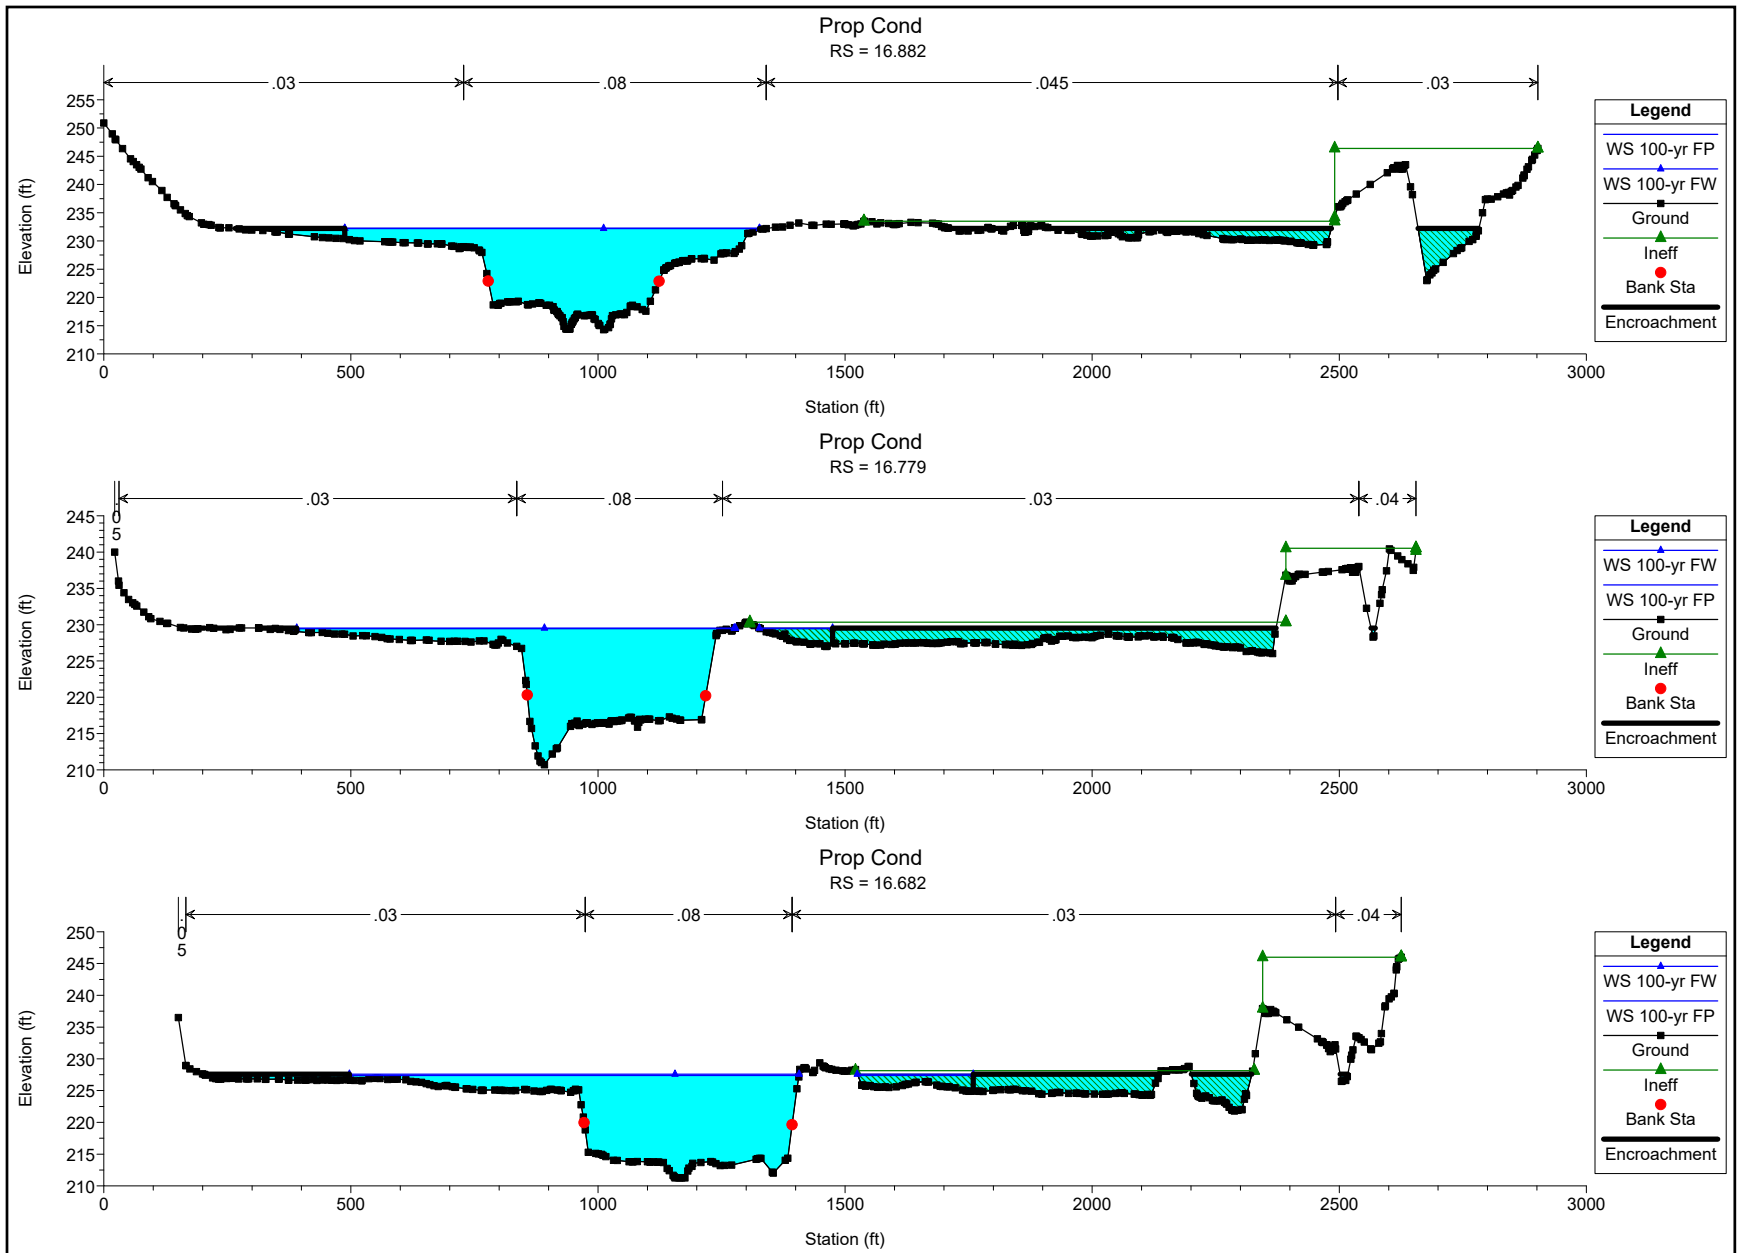 Prop Cond
RS = 16.882
.03 .08 .045 .03
255
250
245
240
235
230
225
220
215
210
Elevation (ft)
0 500 1000 1500 2000 2500 3000
Station (ft)
Legend
WS 100-yr FP
WS 100-yr FW
Ground
Ineff
Bank Sta
Encroachment
Prop Cond
RS = 16.779
.05 .03 .08 .03 .04
245
240
235
230
225
220
215
210
Elevation (ft)
0 500 1000 1500 2000 2500 3000
Station (ft)
Legend
WS 100-yr FW
WS 100-yr FP
Ground
Ineff
Bank Sta
Encroachment
Prop Cond
RS = 16.682
.05 .03 .08 .03 .04
250
245
240
235
230
225
220
215
210
Elevation (ft)
0 500 1000 1500 2000 2500 3000
Station (ft)
Legend
WS 100-yr FW
WS 100-yr FP
Ground
Ineff
Bank Sta
Encroachment